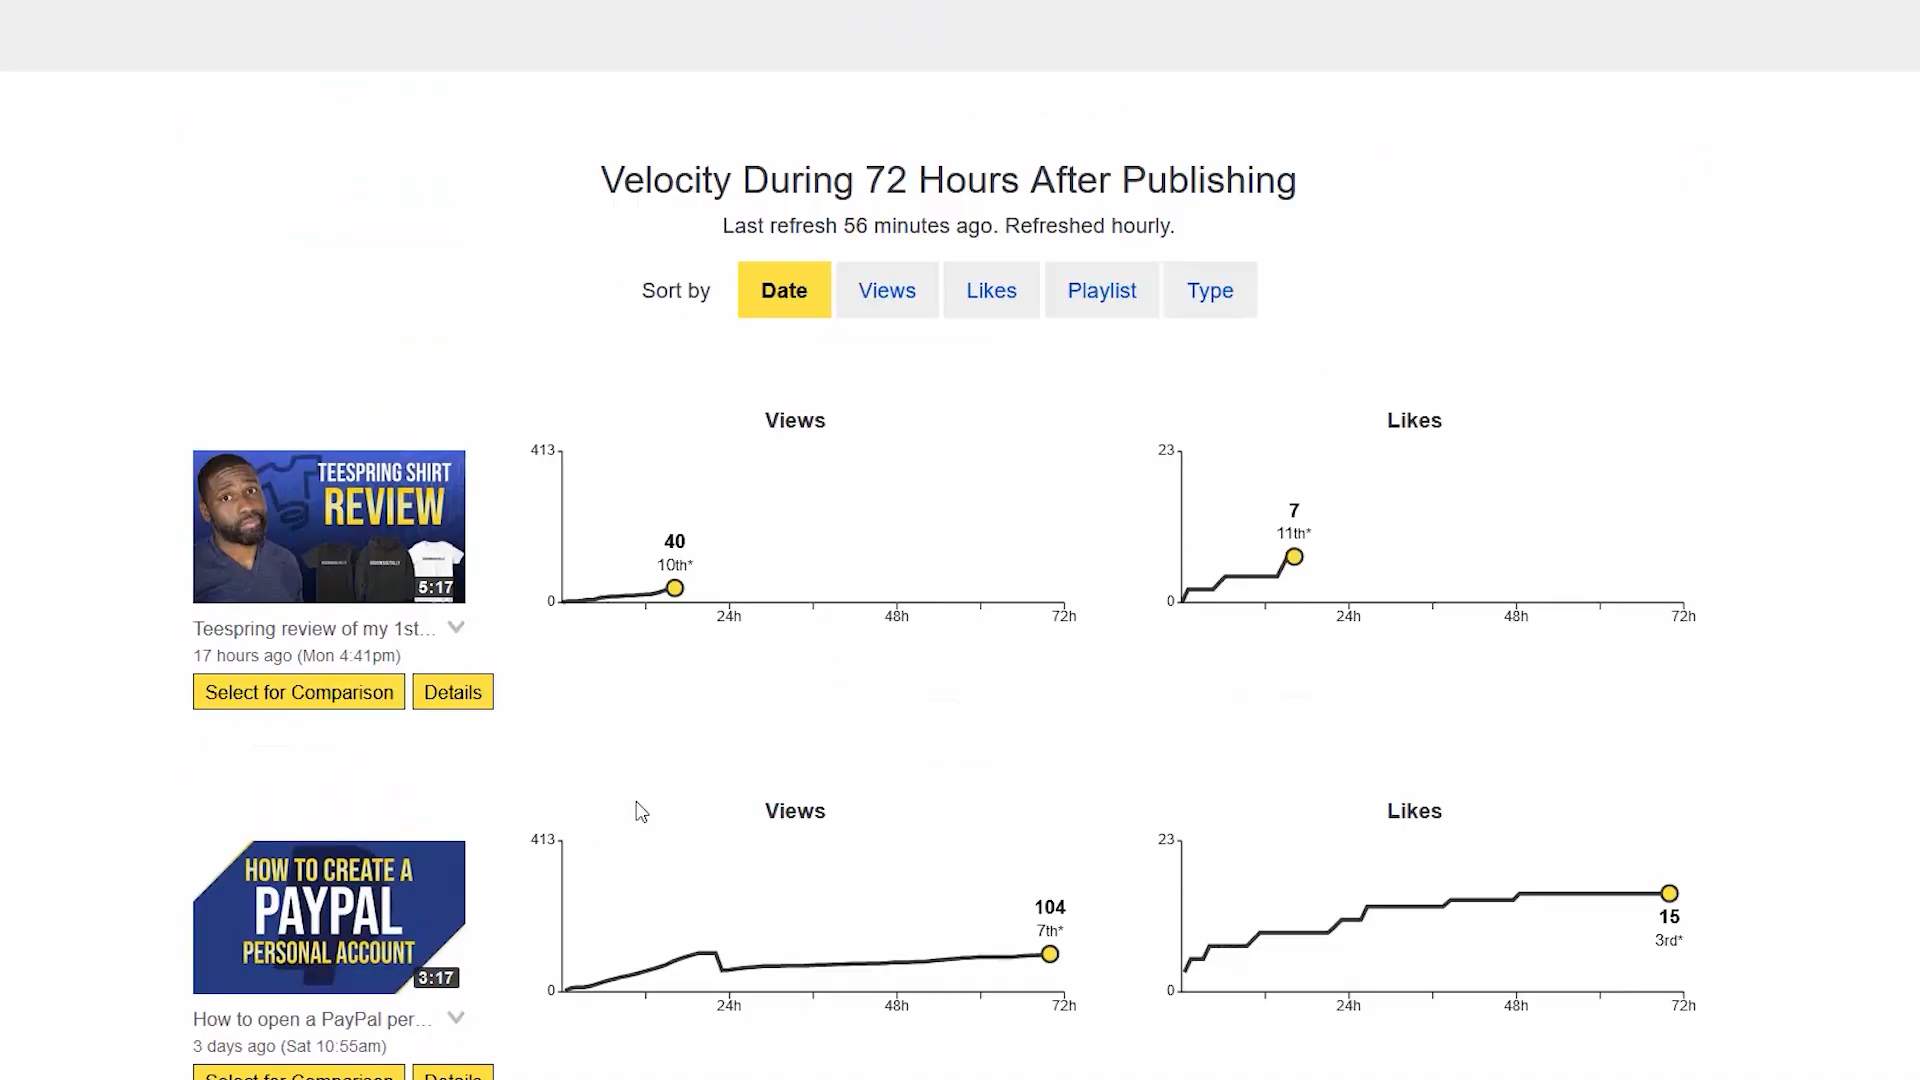 Velocity During 72 Hours After Publishing
Last refresh 56 minutes ago. Refreshed hourly.
Sort by Date Views Likes Playlist Type
Views Likes
TEESPRING SHIRT
REVIEW
5:17
413
40
10th*
0
24h 48h 72h
23
7
11th*
0
24h 48h 72h
Teespring review of my 1st...
17 hours ago (Mon 4:41pm)
Select for Comparison Details
Views Likes
HOW TO CREATE A
PAYPAL
PERSONAL ACCOUNT
3:17
413
104
7th*
0
24h 48h 72h
23
15
3rd*
0
24h 48h 72h
How to open a PayPal per...
3 days ago (Sat 10:55am)
Select for Comparison Details